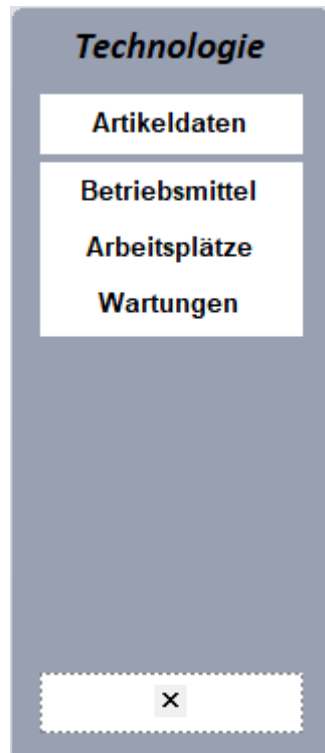 Technologie
Artikeldaten
Betriebsmittel
Arbeitsplätze
Wartungen